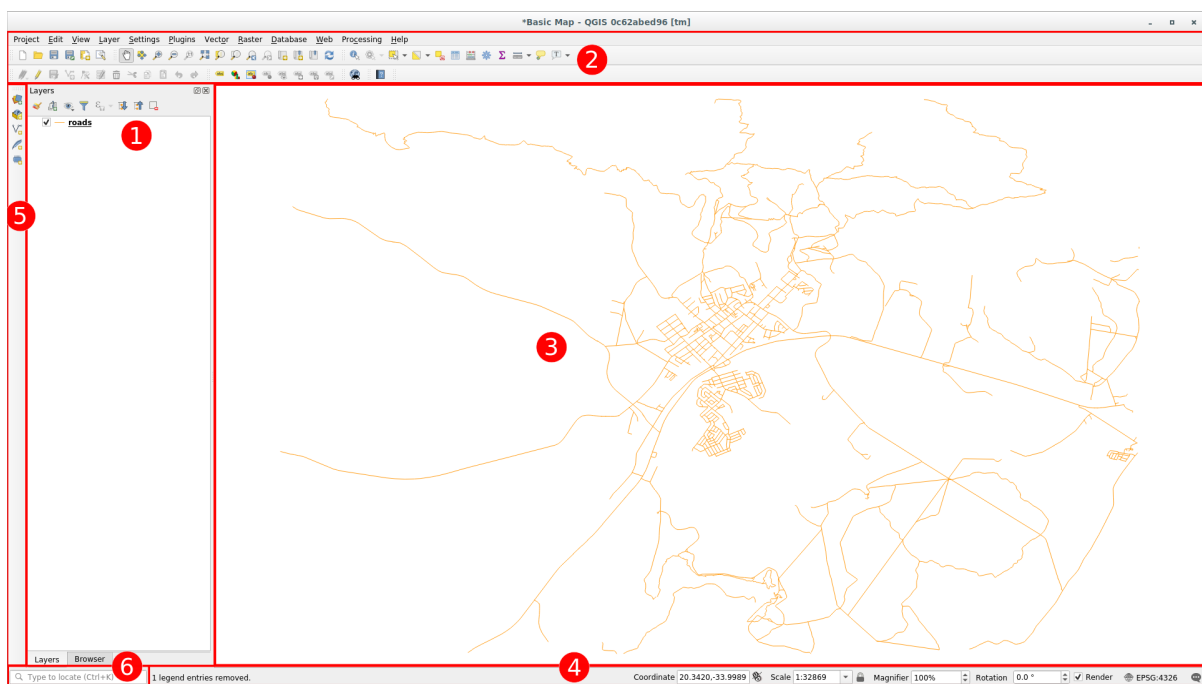 *Basic Map - QGIS 0c62abed96 [tm]
Project Edit View Layer Settings Plugins Vector Raster Database Web Processing Help
2
Layers
1
roads
5
3
Layers Browser
6
4
Type to locate (Ctrl+K)
1 legend entries removed.
Coordinate 20.3420,-33.9989 Scale 1:32869 Magnifier 100% Rotation 0.0 ° Render EPSG:4326